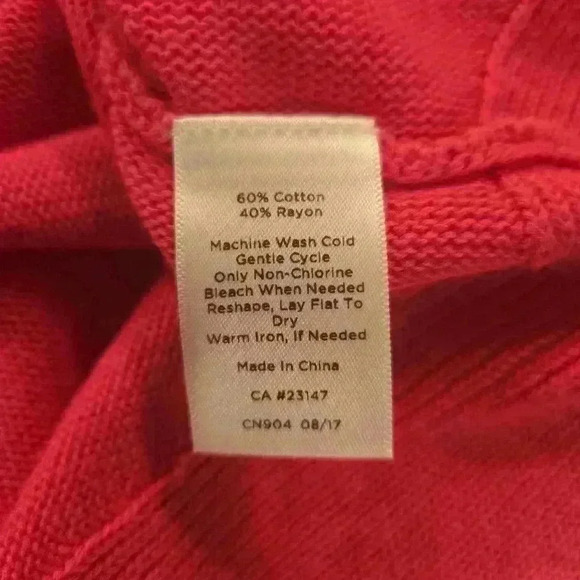 60% Cotton
40% Rayon
Machine Wash Cold
Gentle Cycle
Only Non-Chlorine
Bleach When Needed
Reshape, Lay Flat To
Dry
Warm Iron, If Needed
Made In China
CA #23147
CN904 08/17